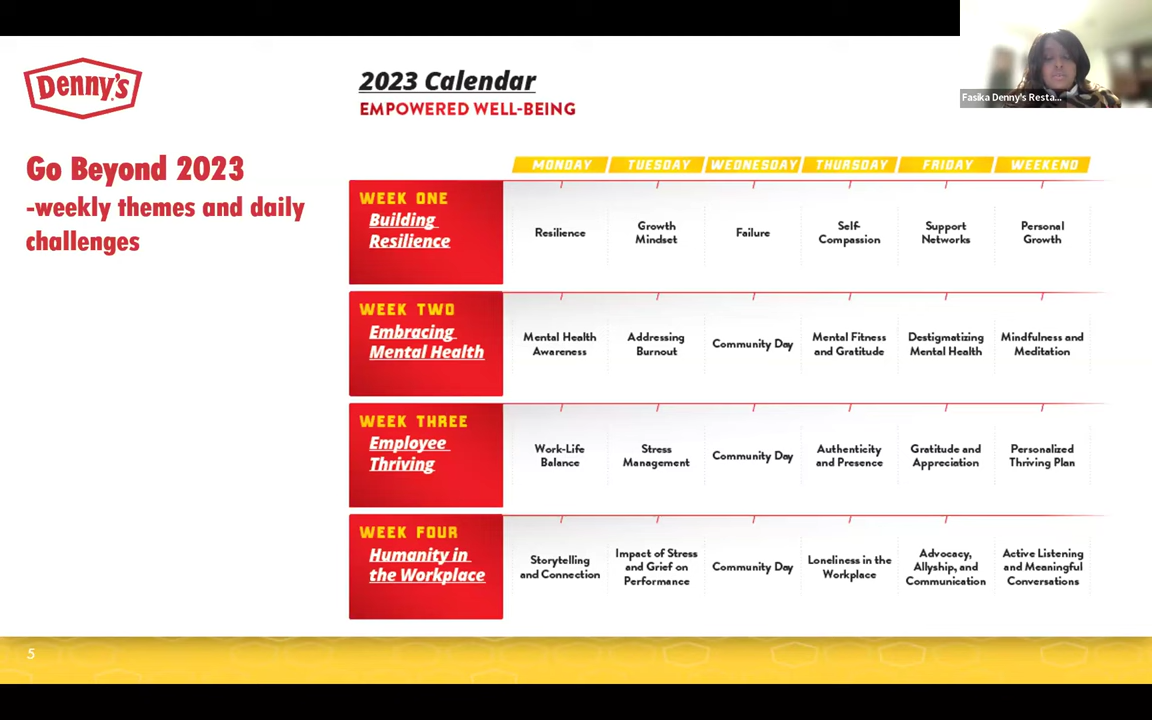 Denny's
2023 Calendar
EMPOWERED WELL-BEING
Fasika Denny's Resta...
Go Beyond 2023
-weekly themes and daily
challenges
MONDAY TUESDAY WEDNESDAY THURSDAY FRIDAY WEEKEND
WEEK ONE
Building
Resilience
Resilience
Growth
Mindset
Failure
Self-
Compassion
Support
Networks
Personal
Growth
WEEK TWO
Embracing
Mental Health
Mental Health
Awareness
Addressing
Burnout
Community Day
Mental Fitness
and Gratitude
Destigmatizing
Mental Health
Mindfulness and
Meditation
WEEK THREE
Employee
Thriving
Work-Life
Balance
Stress
Management
Community Day
Authenticity
and Presence
Gratitude and
Appreciation
Personalized
Thriving Plan
WEEK FOUR
Humanity in
the Workplace
Storytelling
and Connection
Impact of Stress
and Grief on
Performance
Community Day
Loneliness in the
Workplace
Advocacy,
Allyship, and
Communication
Active Listening
and Meaningful
Conversations
5